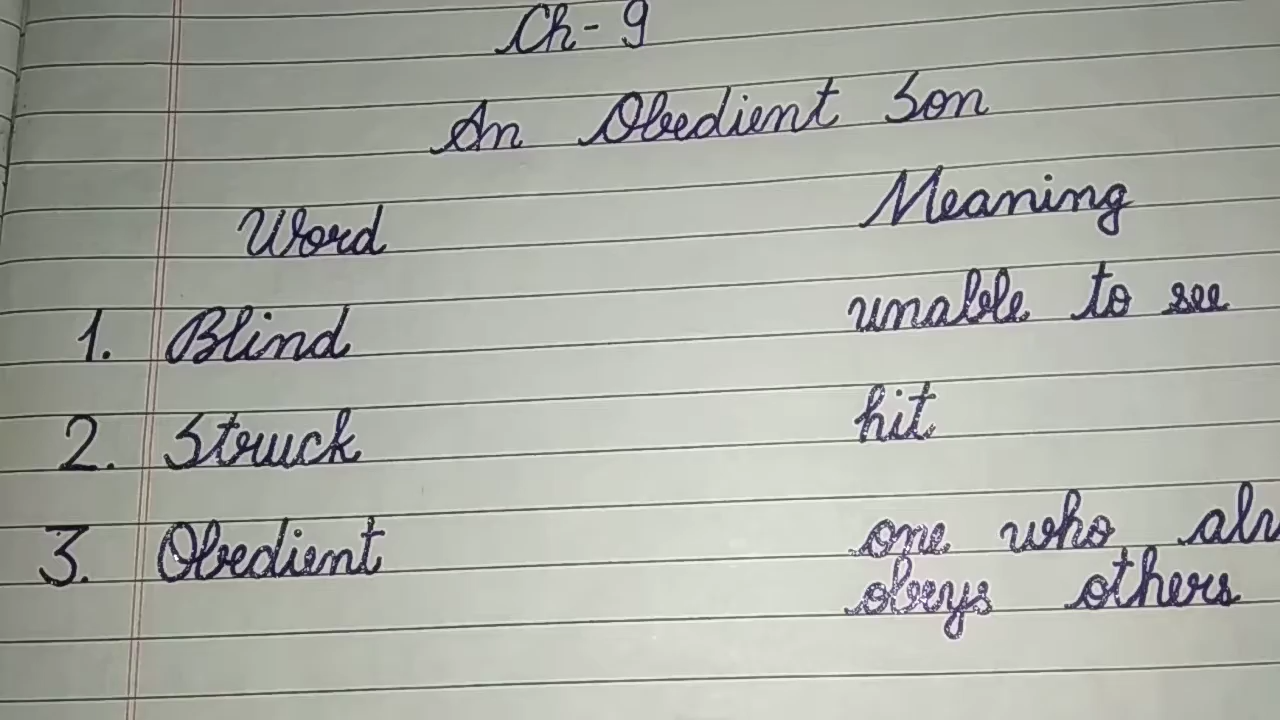 Ch - 9
An Obedient Son
Word Meaning
1. Blind unable to see
2. Struck hit
3. Obedient one who
obeys others